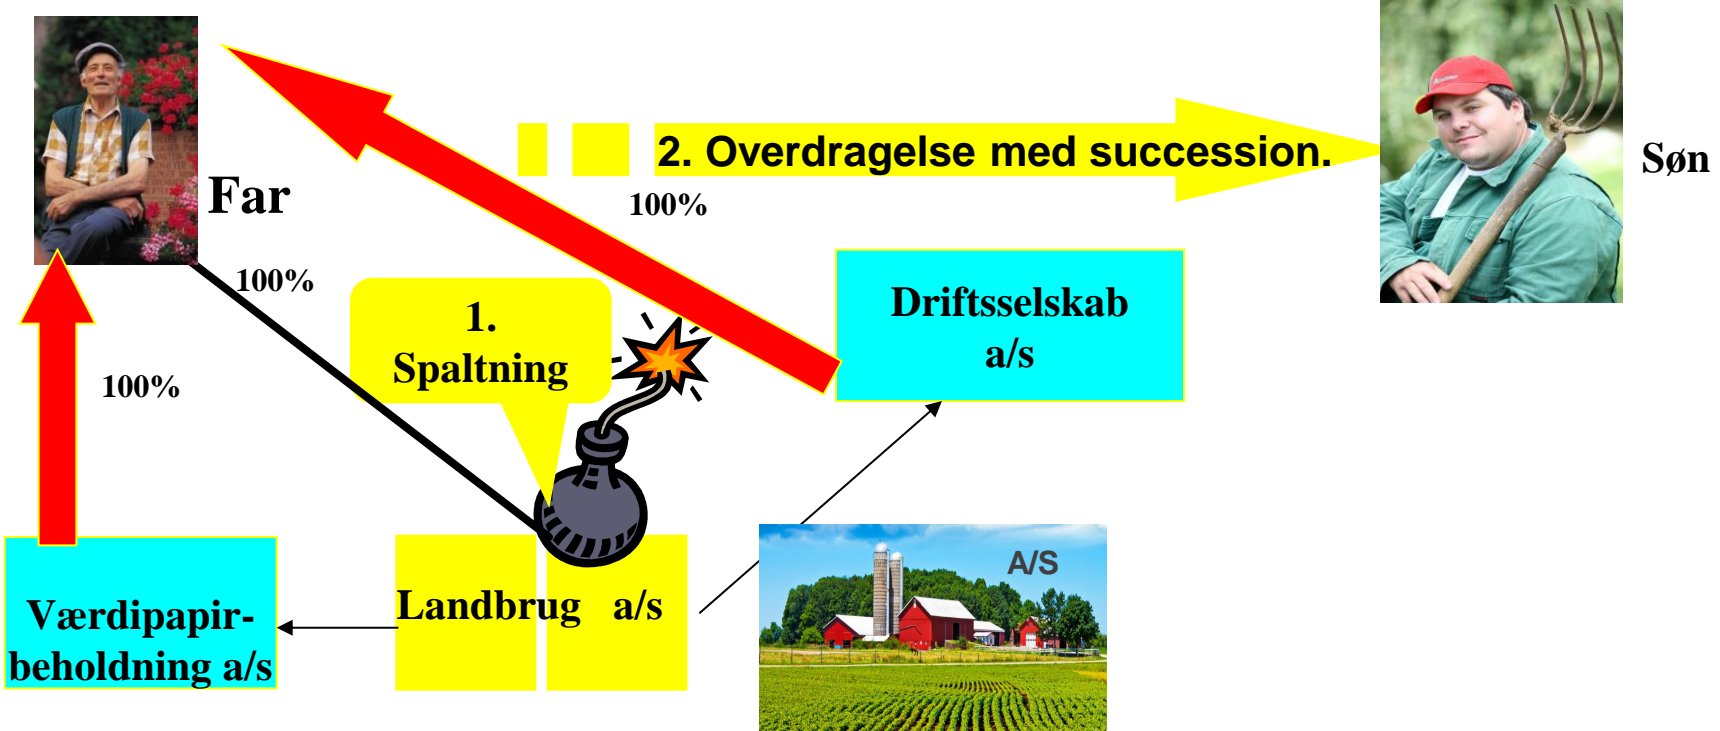 2. Overdragelse med succession.
Søn
Far
100%
100%
1.
Spaltning
Driftsselskab
a/s
100%
A/S
Landbrug a/s
Værdipapir-
beholdning a/s